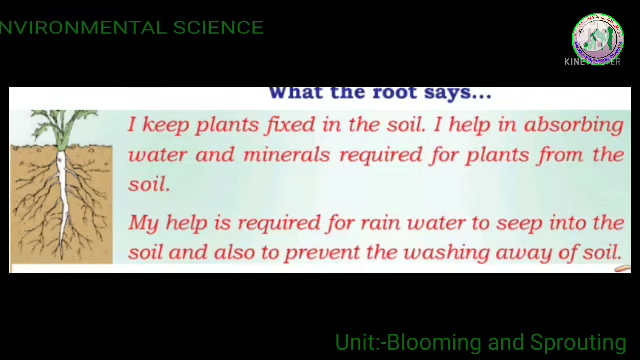 NVIRONMENTAL SCIENCE
KINEMASTER
What the root says...
I keep plants fixed in the soil. I help in absorbing
water and minerals required for plants from the
soil.
My help is required for rain water to seep into the
soil and also to prevent the washing away of soil.
Unit:-Blooming and Sprouting